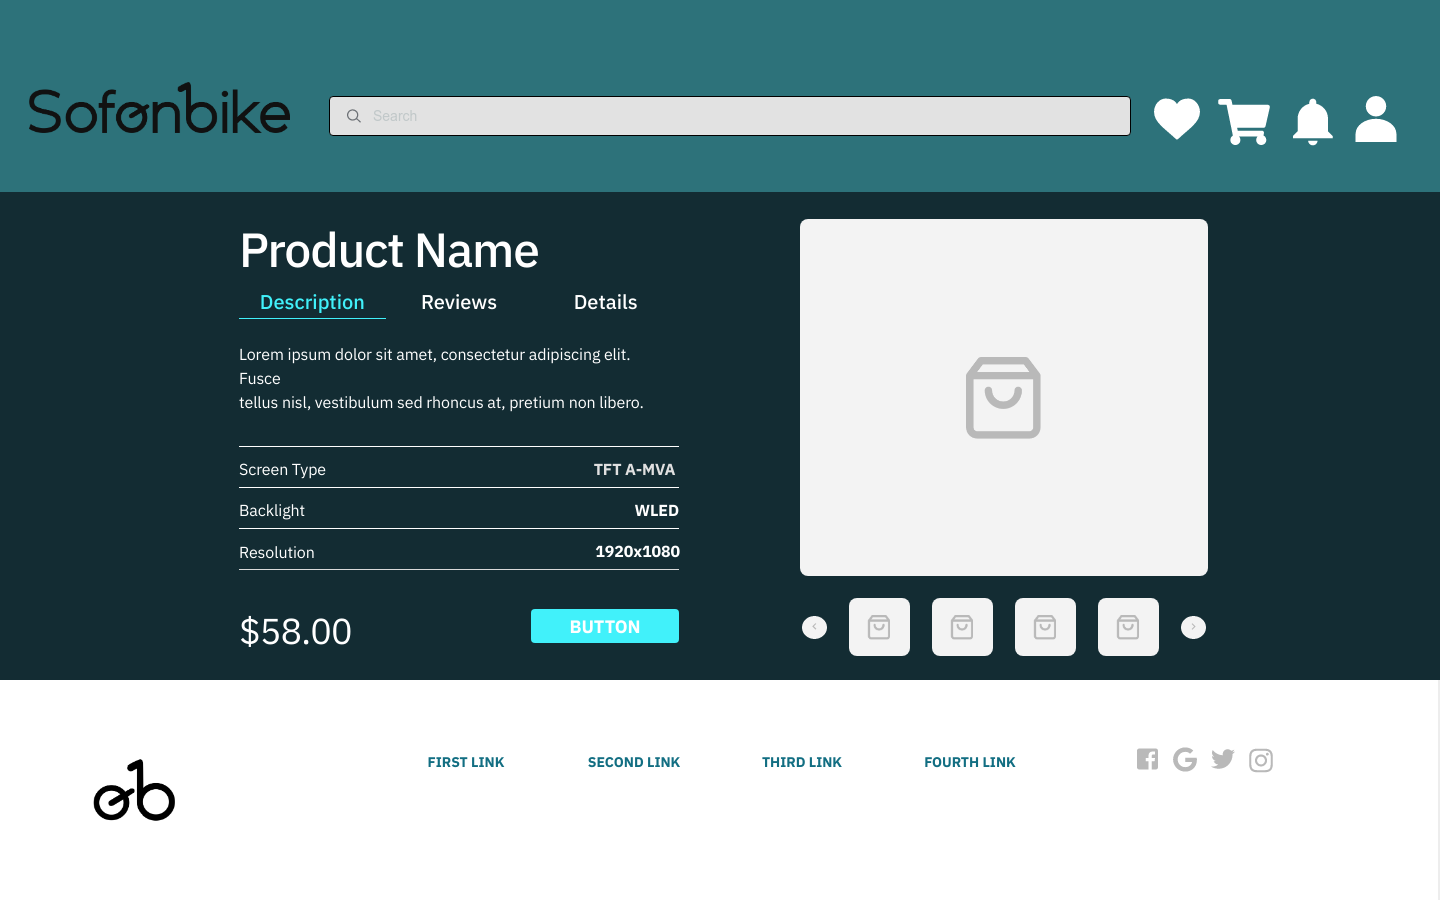 Sofonbike
Search
Product Name
Description
Reviews
Details
Lorem ipsum dolor sit amet, consectetur adipiscing elit.
Fusce
tellus nisl, vestibulum sed rhoncus at, pretium non libero.
Screen Type
TFT A-MVA
Backlight
WLED
Resolution
1920x1080
$58.00
BUTTON
FIRST LINK
SECOND LINK
THIRD LINK
FOURTH LINK